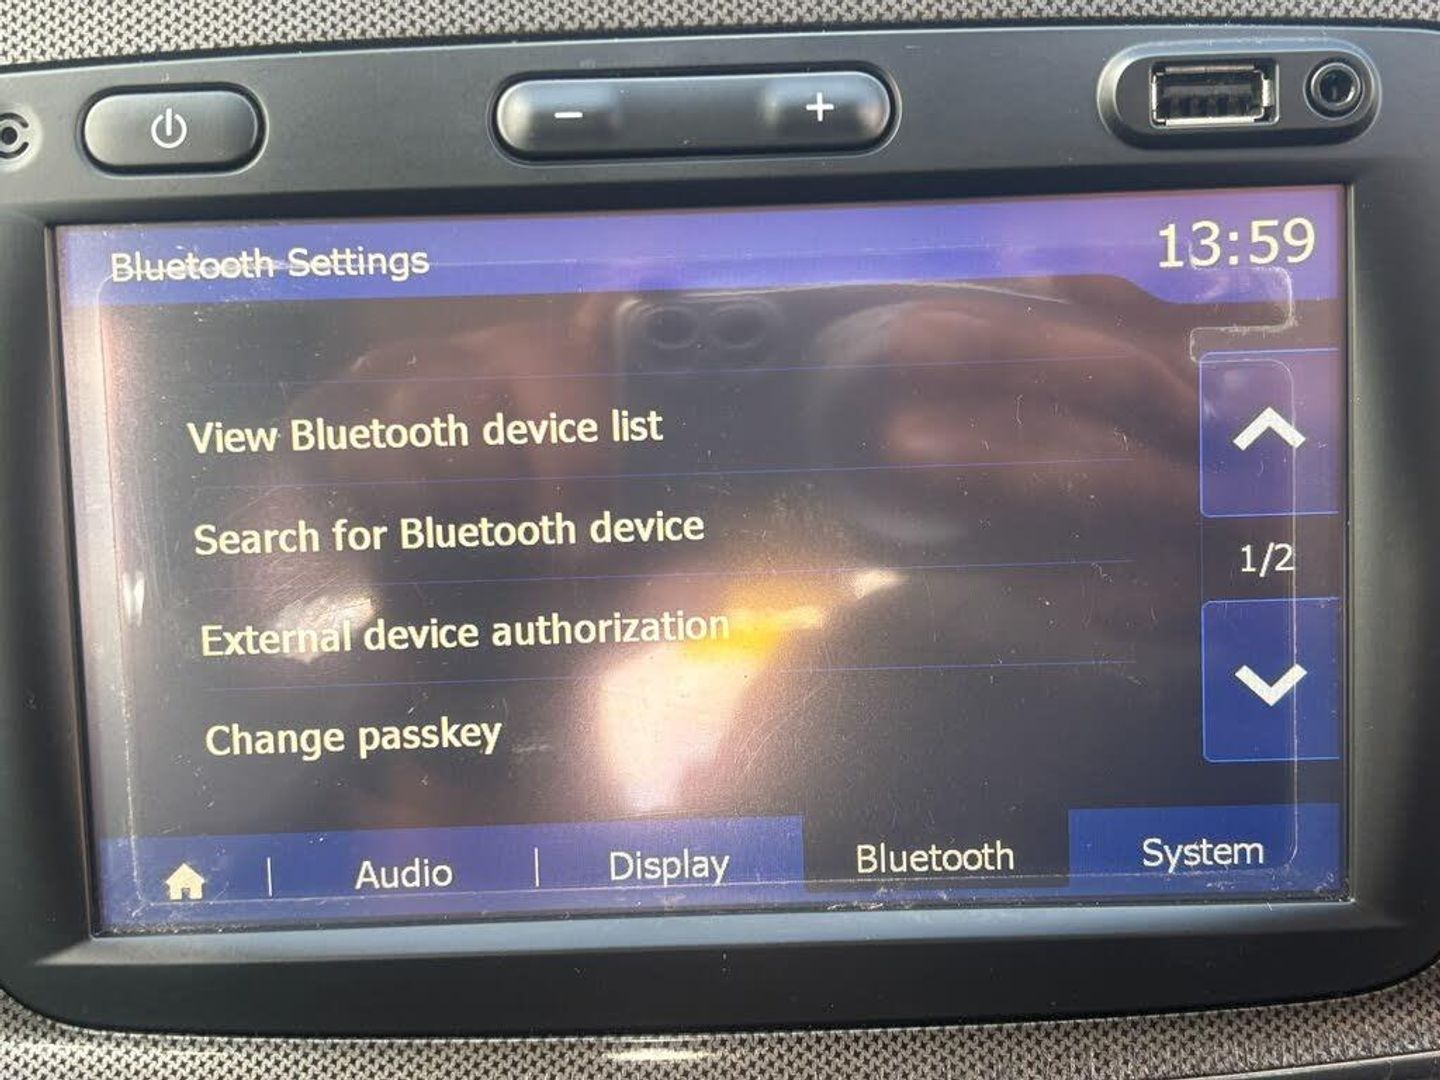 Bluetooth Settings
13:59
View Bluetooth device list
Search for Bluetooth device
1/2
External device authorization
Change passkey
Audio
Display
Bluetooth
System